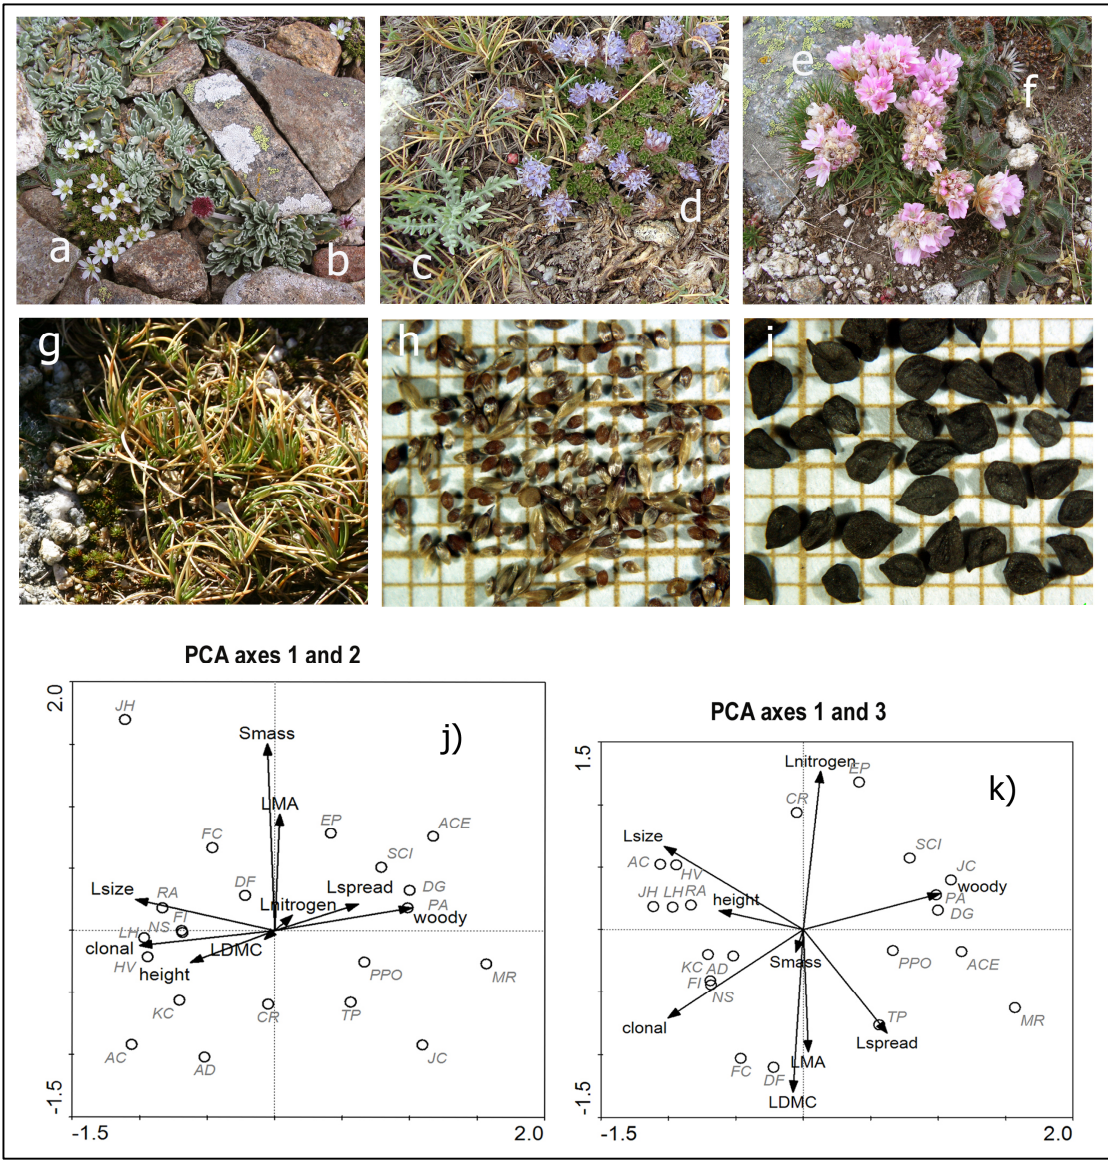 a
b
c
d
e
f
g
h
i
PCA axes 1 and 2
2.0
JH
Smass
j)
LMA
EP
ACE
FC
SCI
Lsize
RA
DF
Lspread
DG
Lnitrogen
PA
FI
woody
NS
LH
clonal
LDMC
HV
height
PPO
MR
KC
CR
TP
AC
AD
JC
-1.5
-1.5
2.0
PCA axes 1 and 3
1.5
Lnitrogen
EP
k)
CR
Lsize
SCI
AC
HV
JC
woody
JH
LH
RA
PA
height
DG
KC
AD
Smass
PPO
ACE
FI
NS
clonal
TP
MR
Lspread
FC
LMA
DF
LDMC
-1.5
-1.5
2.0